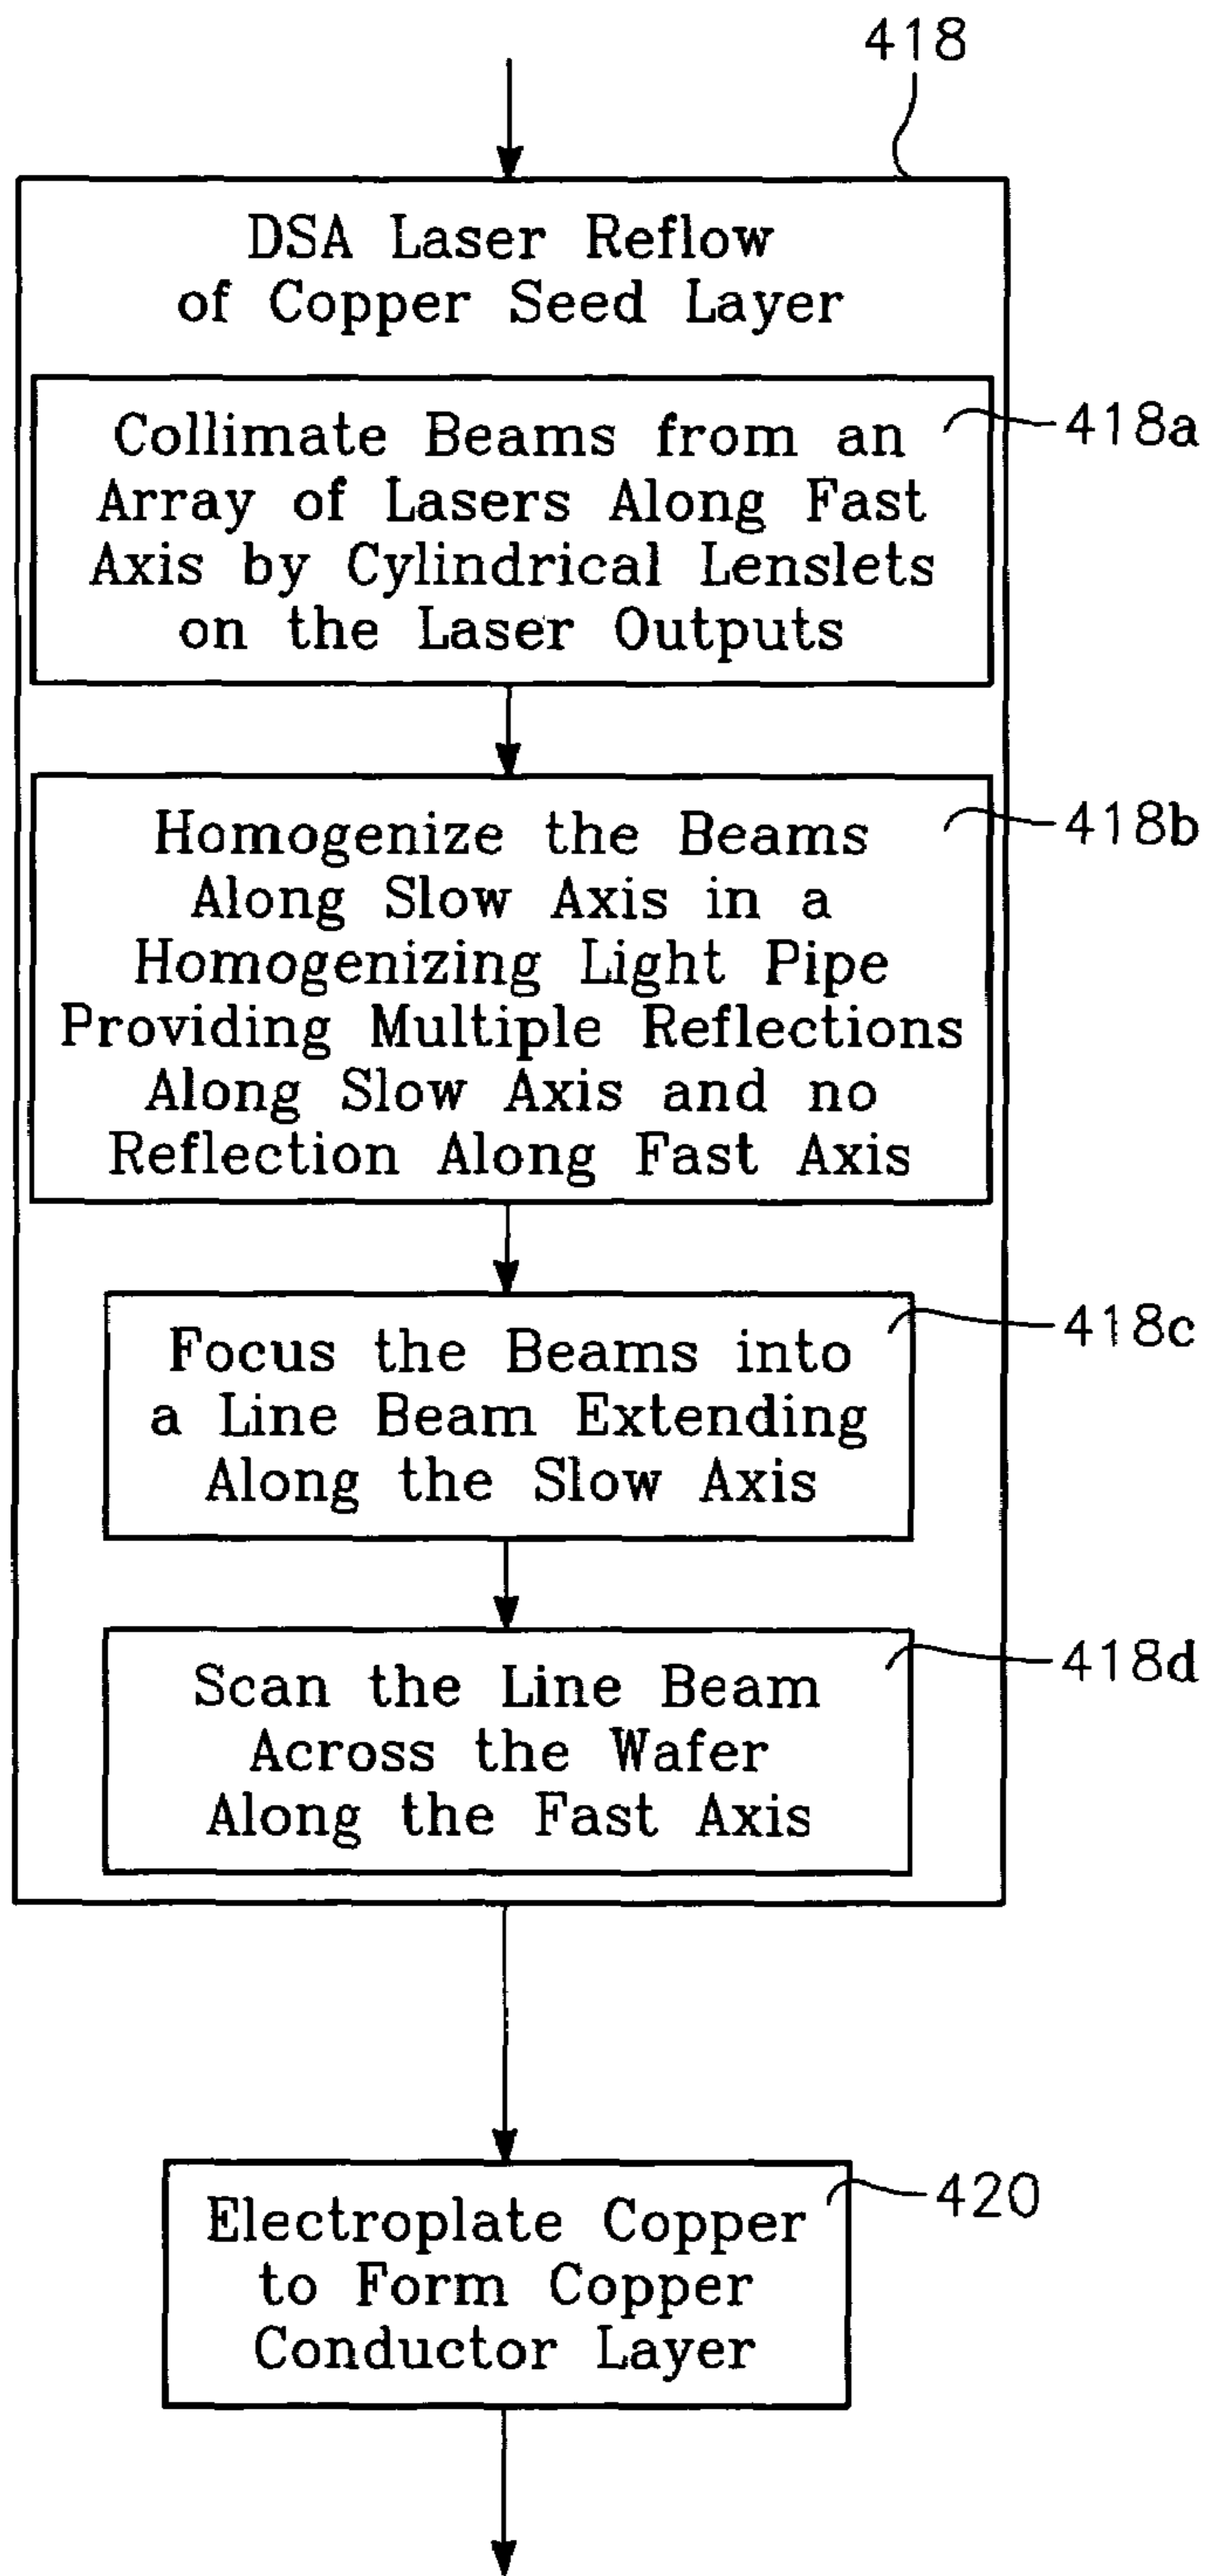 418
DSA Laser Reflow
of Copper Seed Layer
Collimate Beams from an
Array of Lasers Along Fast
Axis by Cylindrical Lenslets
on the Laser Outputs
418a
Homogenize the Beams
Along Slow Axis in a
Homogenizing Light Pipe
Providing Multiple Reflections
Along Slow Axis and no
Reflection Along Fast Axis
418b
Focus the Beams into
a Line Beam Extending
Along the Slow Axis
418c
Scan the Line Beam
Across the Wafer
Along the Fast Axis
418d
Electroplate Copper
to Form Copper
Conductor Layer
420